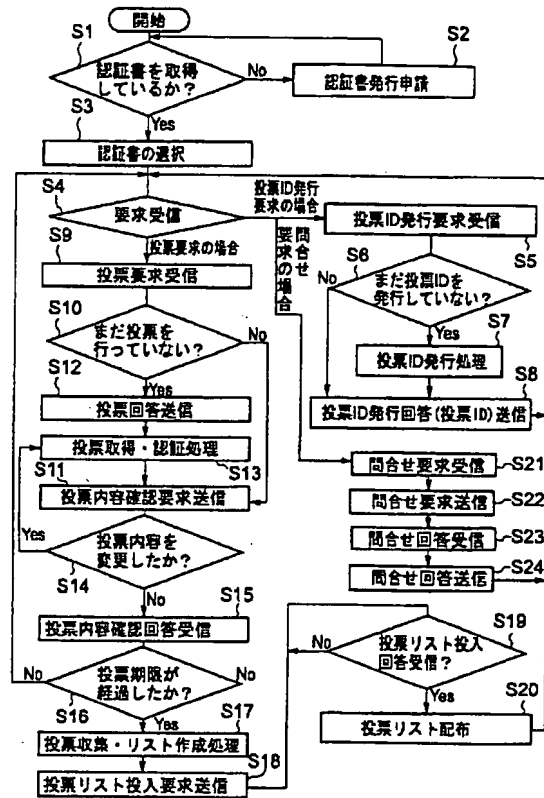 開始
S1
認証書を取得
しているか？
No
S2
認証書発行申請
Yes
S3
認証書の選択
S4
要求受信
投票ID発行
要求の場合
投票ID発行要求受信
S5
問合せ
要求の場合
投票要求の場合
S9
投票要求受信
S6
まだ投票IDを
発行していない？
No
Yes
S7
投票ID発行処理
S8
投票ID発行回答(投票ID)送信
S10
まだ投票を
行っていない？
No
Yes
S12
投票回答送信
投票取得・認証処理
S13
S11
投票内容確認要求送信
Yes
投票内容を
変更したか？
S14
No
S15
投票内容確認回答受信
No
投票期限が
経過したか？
No
S16
Yes
S17
投票収集・リスト作成処理
S18
投票リスト投入要求送信
問合せ要求受信
S21
問合せ要求送信
S22
問合せ回答受信
S23
問合せ回答送信
S24
No
投票リスト投入
回答受信？
S19
Yes
S20
投票リスト配布